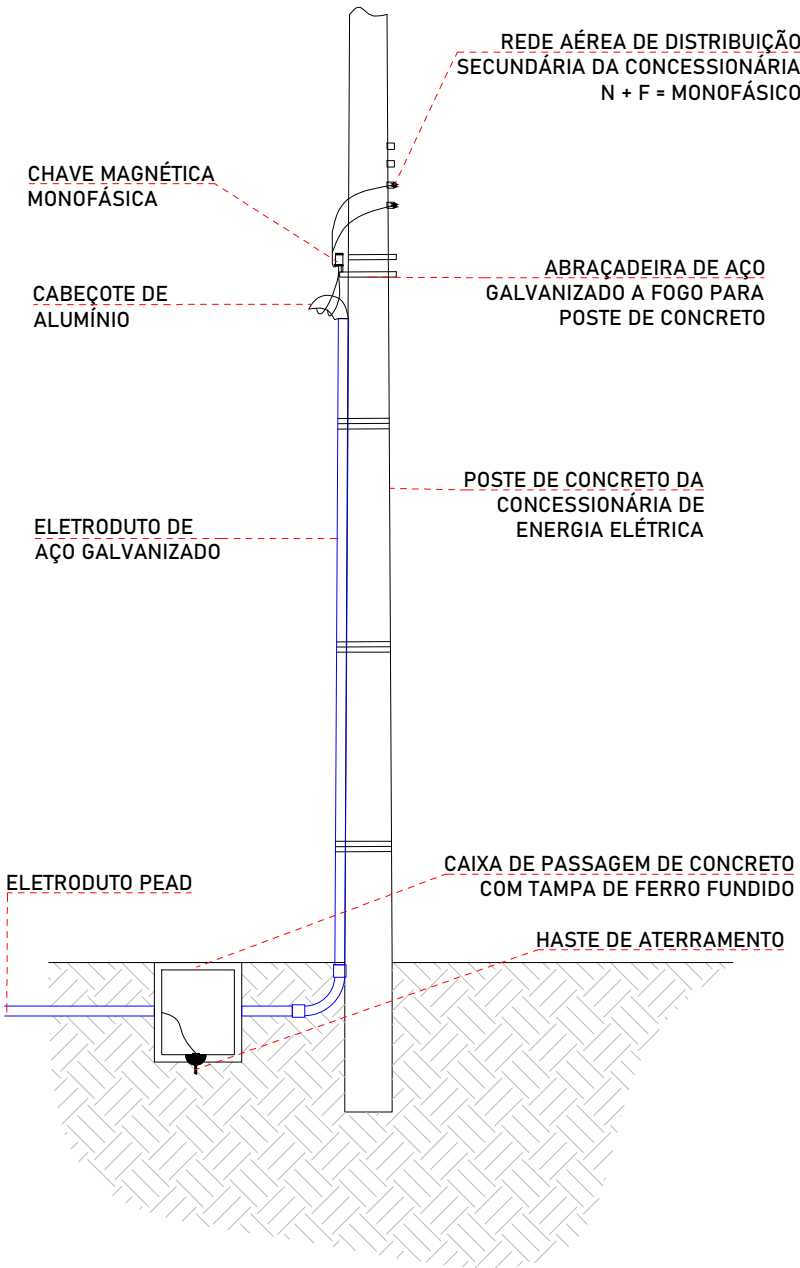 REDE AÉREA DE DISTRIBUIÇÃO
SECUNDÁRIA DA CONCESSIONÁRIA
N + F = MONOFÁSICO
CHAVE MAGNÉTICA
MONOFÁSICA
ABRAÇADEIRA DE AÇO
GALVANIZADO A FOGO PARA
POSTE DE CONCRETO
CABEÇOTE DE
ALUMÍNIO
POSTE DE CONCRETO DA
CONCESSIONÁRIA DE
ENERGIA ELÉTRICA
ELETRODUTO DE
AÇO GALVANIZADO
CAIXA DE PASSAGEM DE CONCRETO
COM TAMPA DE FERRO FUNDIDO
ELETRODUTO PEAD
HASTE DE ATERRAMENTO